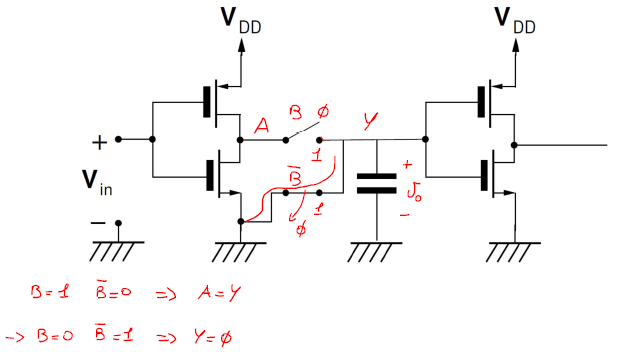 V_DD V_DD
A B ϕ Y
+ 1
B̅ +
V_in 1 v_o
− ϕ −
B=1 B̅=0 => A=Y
-> B=0 B̅=1 => Y=ϕ